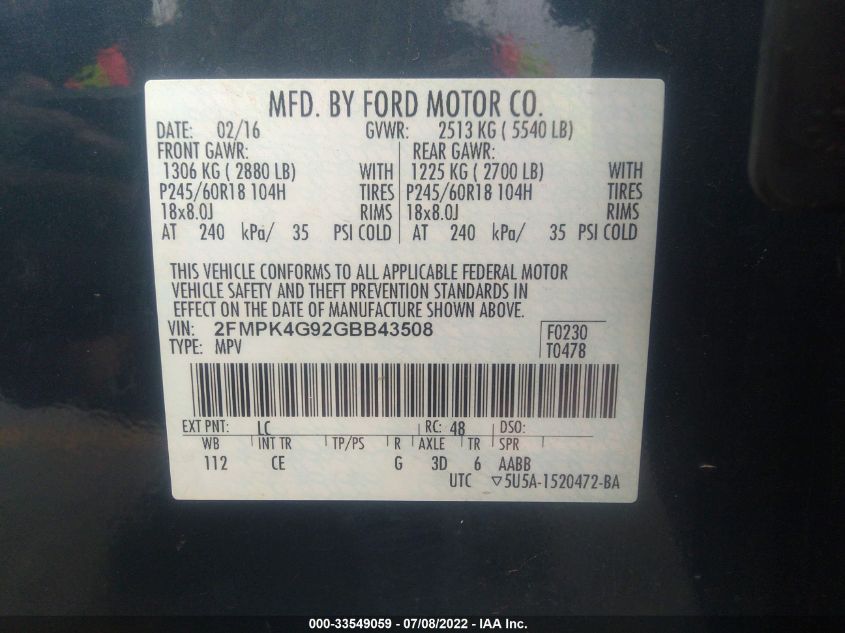 MFD. BY FORD MOTOR CO.
DATE: 02/16 GVWR: 2513 KG ( 5540 LB)
FRONT GAWR: REAR GAWR:
1306 KG ( 2880 LB) WITH 1225 KG ( 2700 LB) WITH
P245/60R18 104H TIRES P245/60R18 104H TIRES
18x8.0J RIMS 18x8.0J RIMS
AT 240 kPa/ 35 PSI COLD AT 240 kPa/ 35 PSI COLD
THIS VEHICLE CONFORMS TO ALL APPLICABLE FEDERAL MOTOR
VEHICLE SAFETY AND THEFT PREVENTION STANDARDS IN
EFFECT ON THE DATE OF MANUFACTURE SHOWN ABOVE.
VIN: 2FMPK4G92GBB43508 F0230
TYPE: MPV T0478
EXT PNT: LC RC: 48 DSO:
WB INT TR TP/PS R AXLE TR SPR
112 CE G 3D 6 AABB
UTC ▽5U5A-1520472-BA
000-33549059 - 07/08/2022 - IAA Inc.